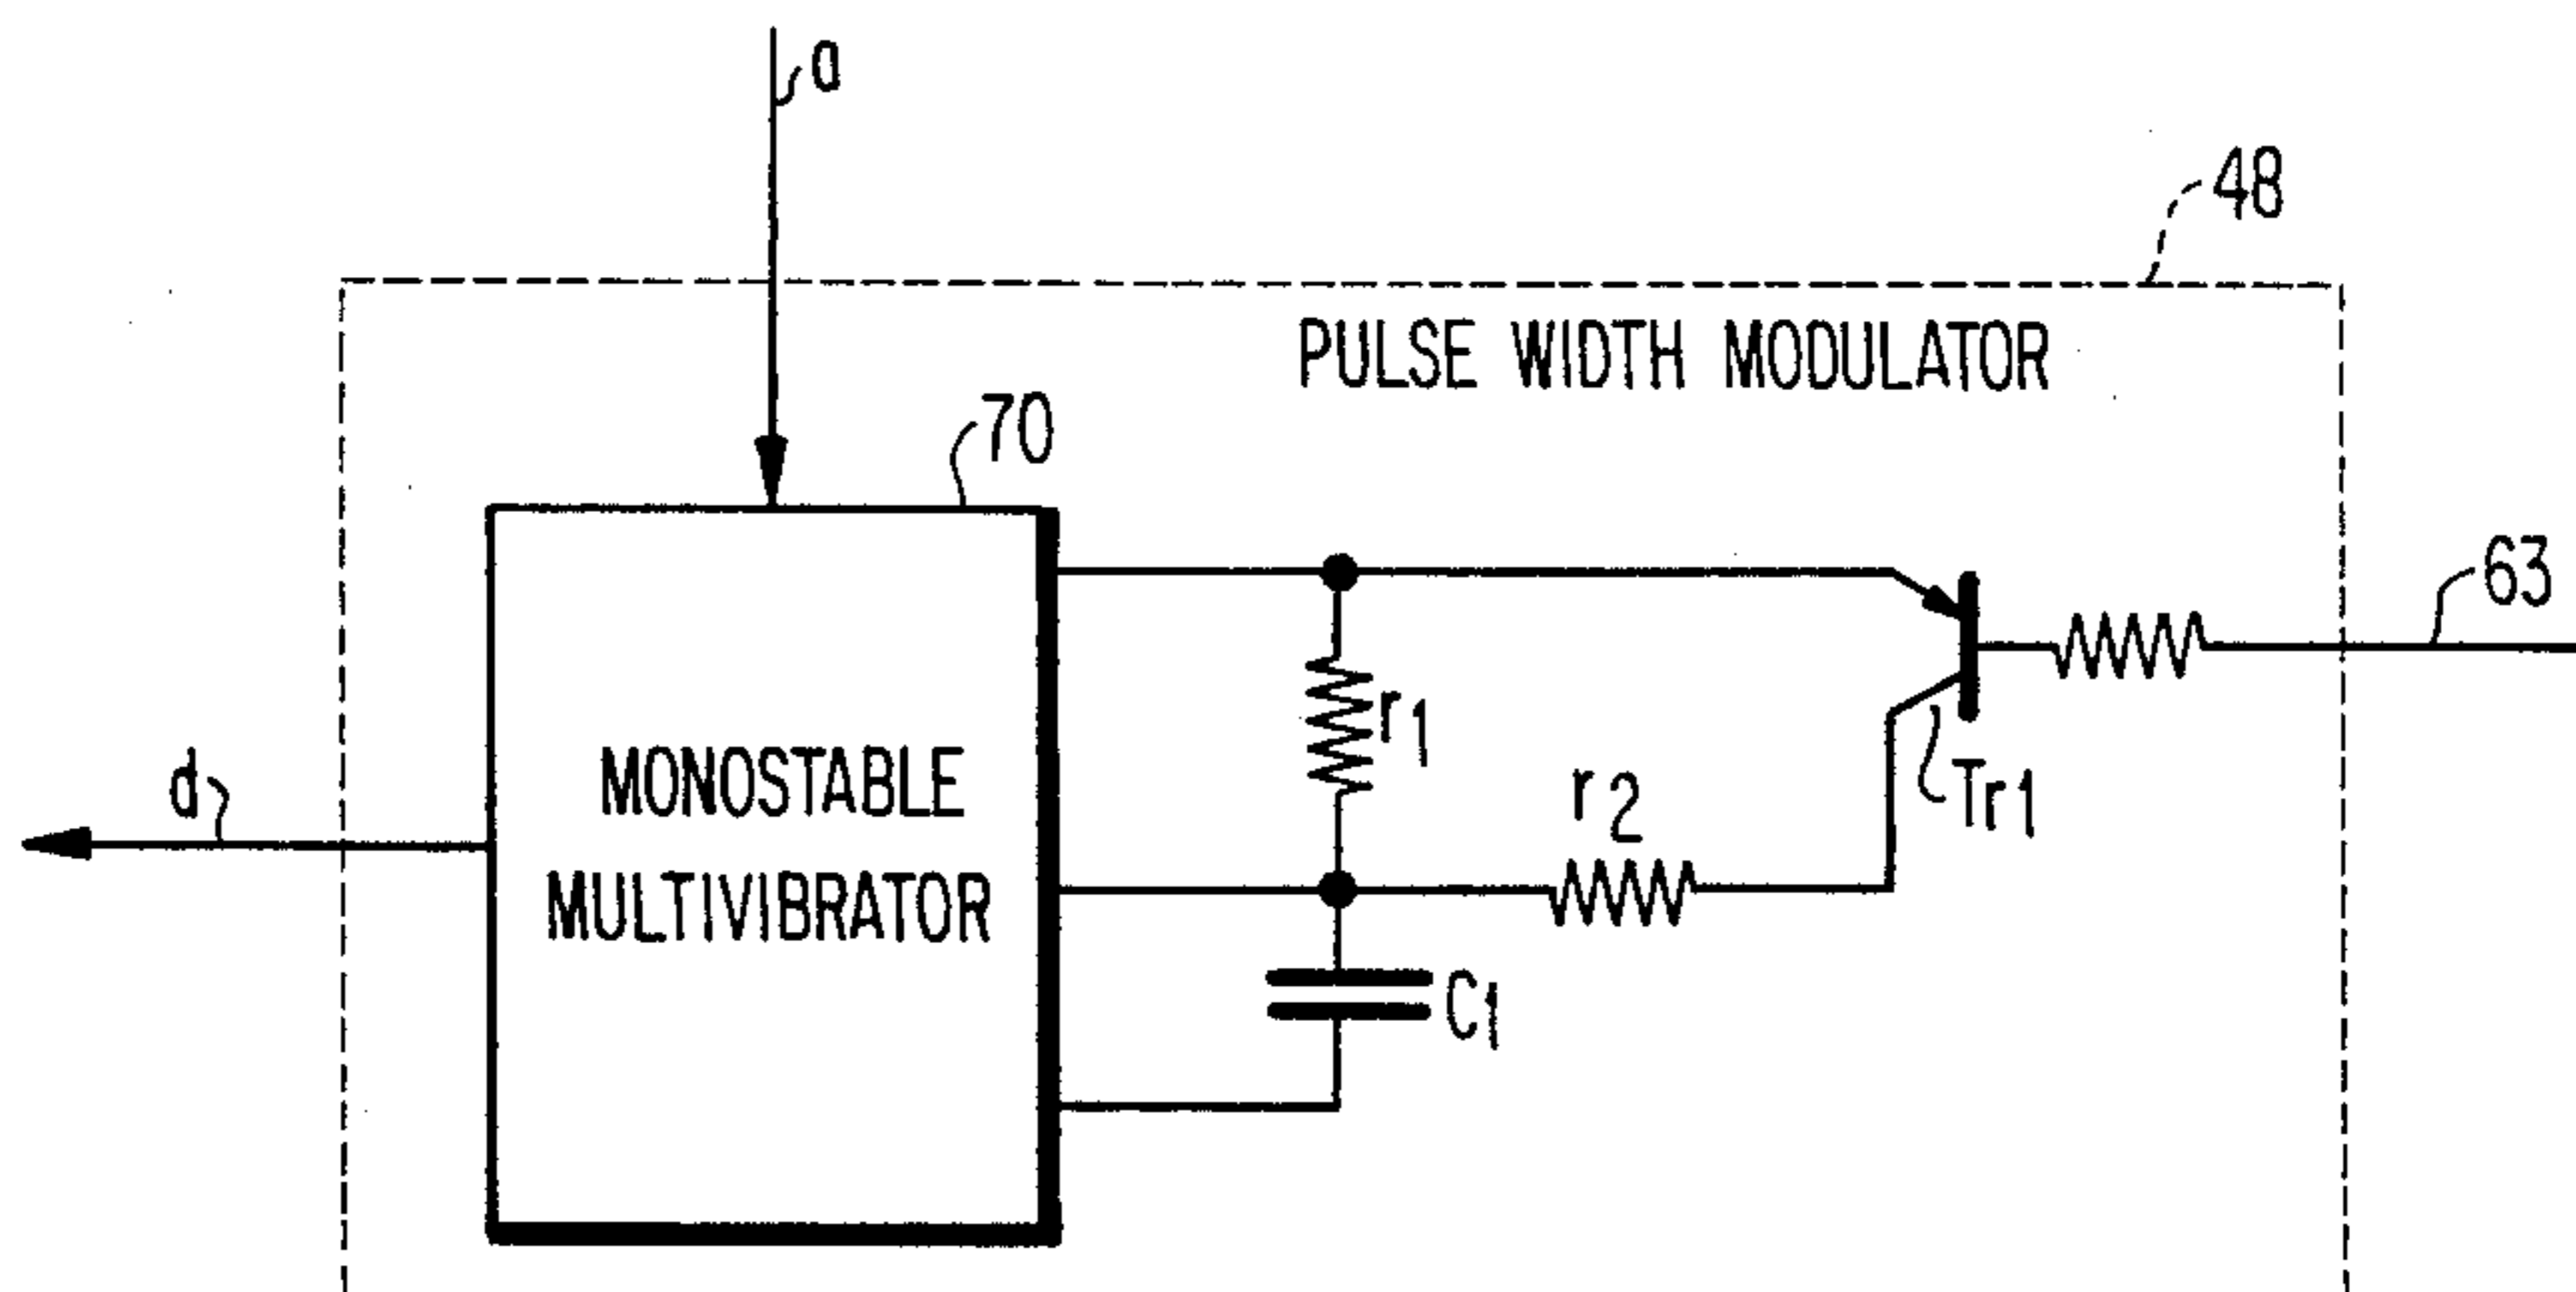 a
48
PULSE WIDTH MODULATOR
70
63
r1
MONOSTABLE
MULTIVIBRATOR
d
r2
Tr1
C1